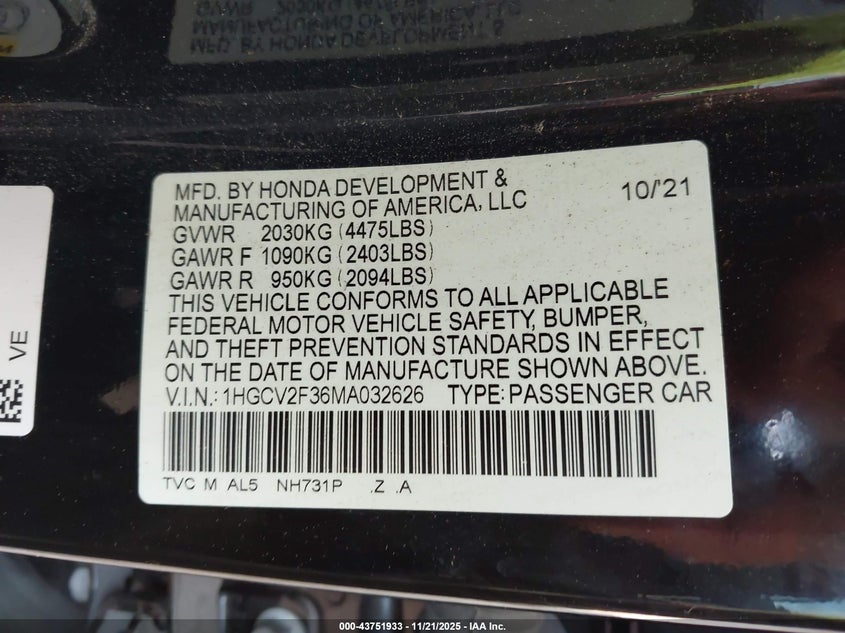 MFD. BY HONDA DEVELOPMENT &
MANUFACTURING OF AMERICA, LLC 10/'21
GVWR 2030KG (4475LBS)
GAWR F 1090KG (2403LBS)
GAWR R 950KG (2094LBS)
THIS VEHICLE CONFORMS TO ALL APPLICABLE
FEDERAL MOTOR VEHICLE SAFETY, BUMPER,
AND THEFT PREVENTION STANDARDS IN EFFECT
ON THE DATE OF MANUFACTURE SHOWN ABOVE.
V.I.N.: 1HGCV2F36MA032626 TYPE: PASSENGER CAR
TVC M AL5 NH731P .Z .A
VE
000-43751933 - 11/21/2025 - IAA Inc.